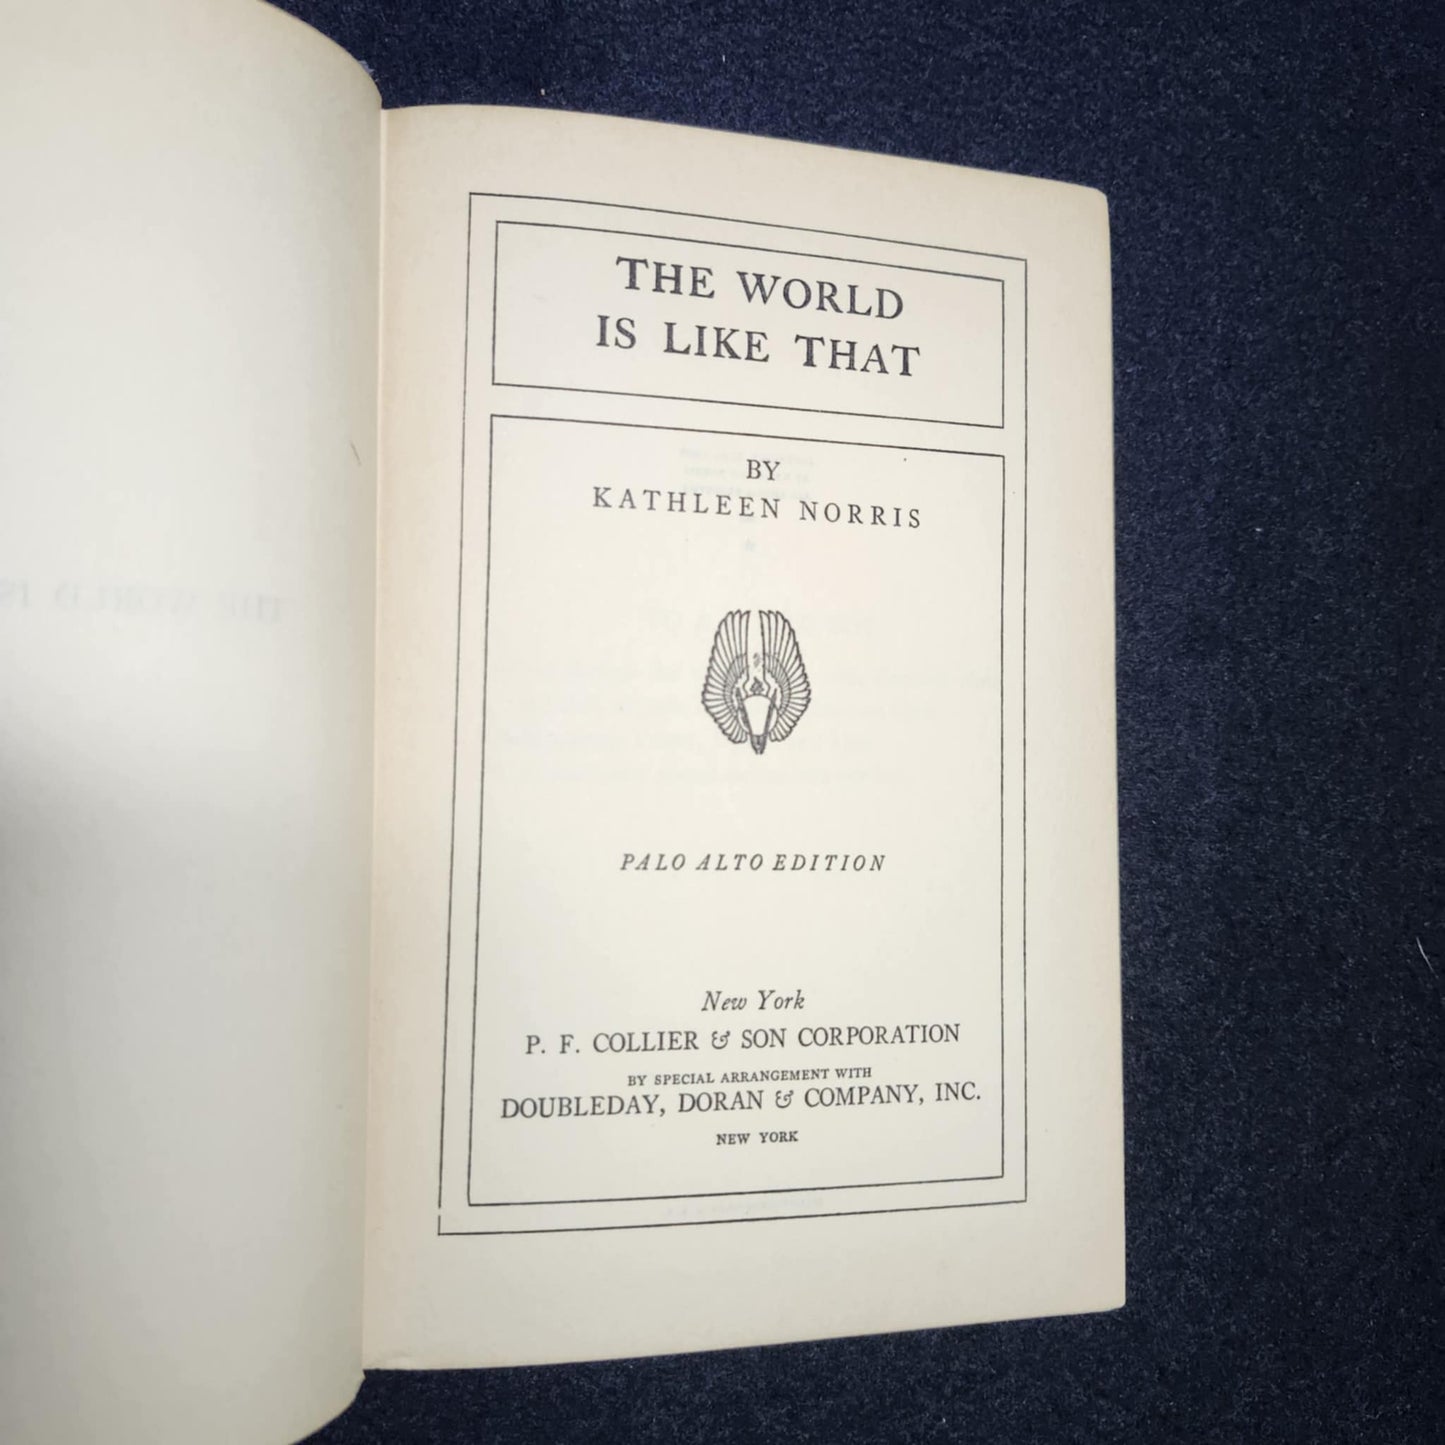 THE WORLD
IS LIKE THAT
BY
KATHLEEN NORRIS
PALO ALTO EDITION
New York
P. F. COLLIER & SON CORPORATION
BY SPECIAL ARRANGEMENT WITH
DOUBLEDAY, DORAN & COMPANY, INC.
NEW YORK